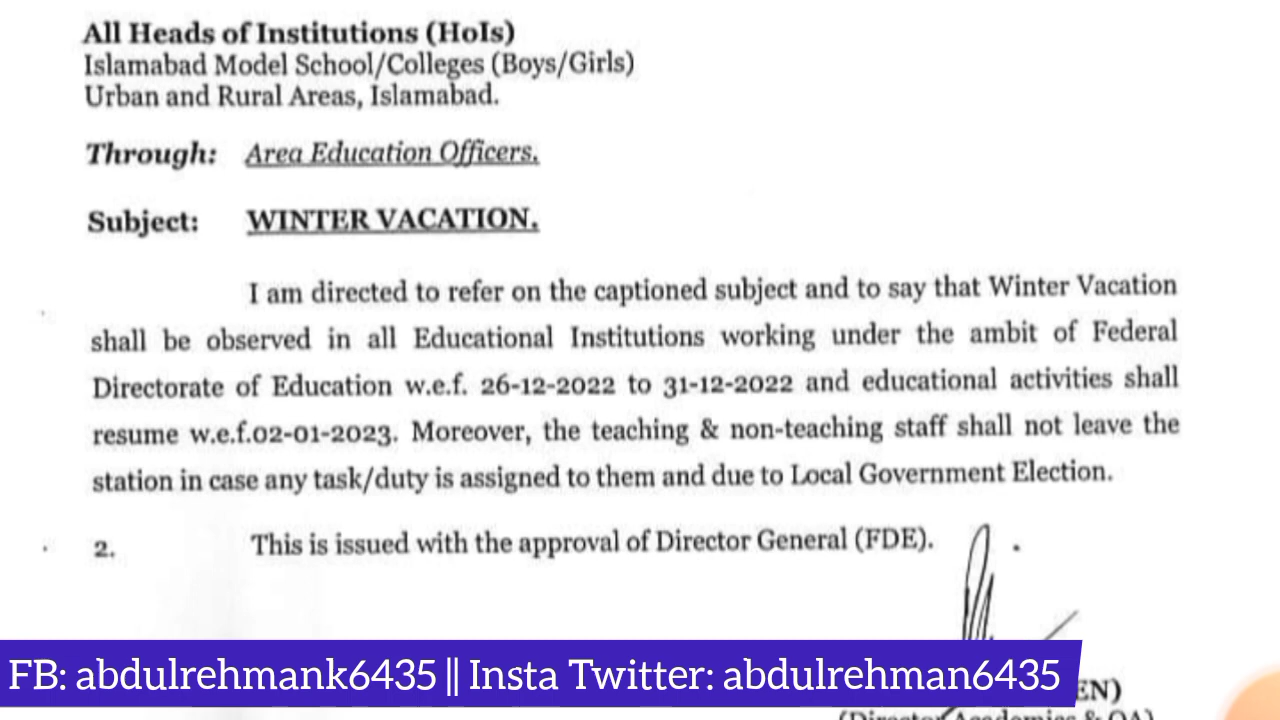 All Heads of Institutions (HoIs)
Islamabad Model School/Colleges (Boys/Girls)
Urban and Rural Areas, Islamabad.
Through: Area Education Officers.
Subject: WINTER VACATION.
I am directed to refer on the captioned subject and to say that Winter Vacation
shall be observed in all Educational Institutions working under the ambit of Federal
Directorate of Education w.e.f. 26-12-2022 to 31-12-2022 and educational activities shall
resume w.e.f.02-01-2023. Moreover, the teaching & non-teaching staff shall not leave the
station in case any task/duty is assigned to them and due to Local Government Election.
2. This is issued with the approval of Director General (FDE).
FB: abdulrehmank6435 || Insta Twitter: abdulrehman6435
EN)
(Director Academics & QA)